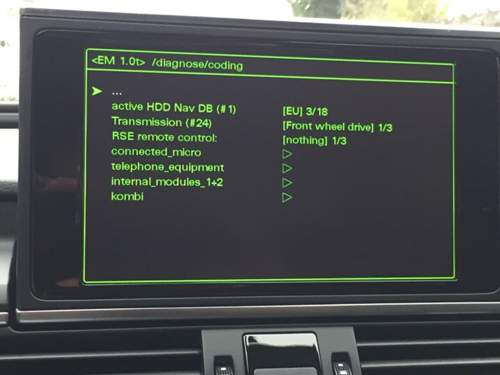 <EM 1.0t> /diagnose/coding
...
active HDD Nav DB (#1) [EU] 3/18
Transmission (#24) [Front wheel drive] 1/3
RSE remote control: [nothing] 1/3
connected_micro
telephone_equipment
internal_modules_1+2
kombi